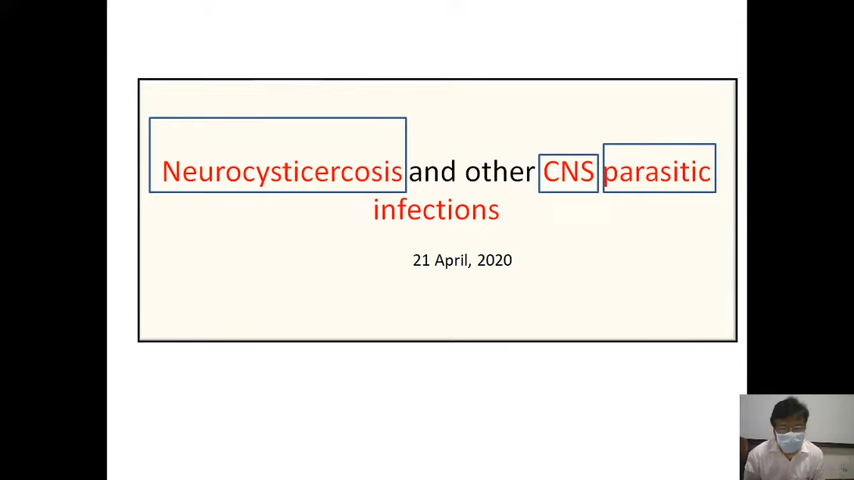 Neurocysticercosis and other CNS parasitic
infections
21 April, 2020